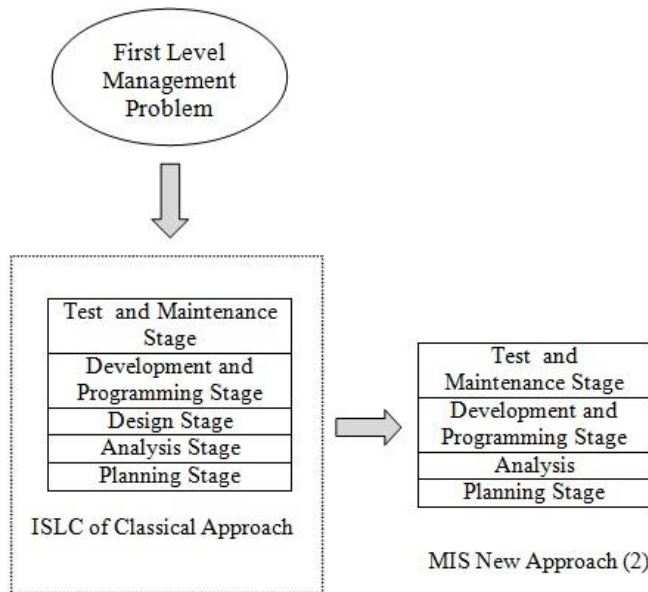 First Level
Management
Problem
Test and Maintenance
Stage
Development and
Programming Stage
Design Stage
Analysis Stage
Planning Stage
ISLC of Classical Approach
Test and
Maintenance Stage
Development and
Programming Stage
Analysis
Planning Stage
MIS New Approach (2)